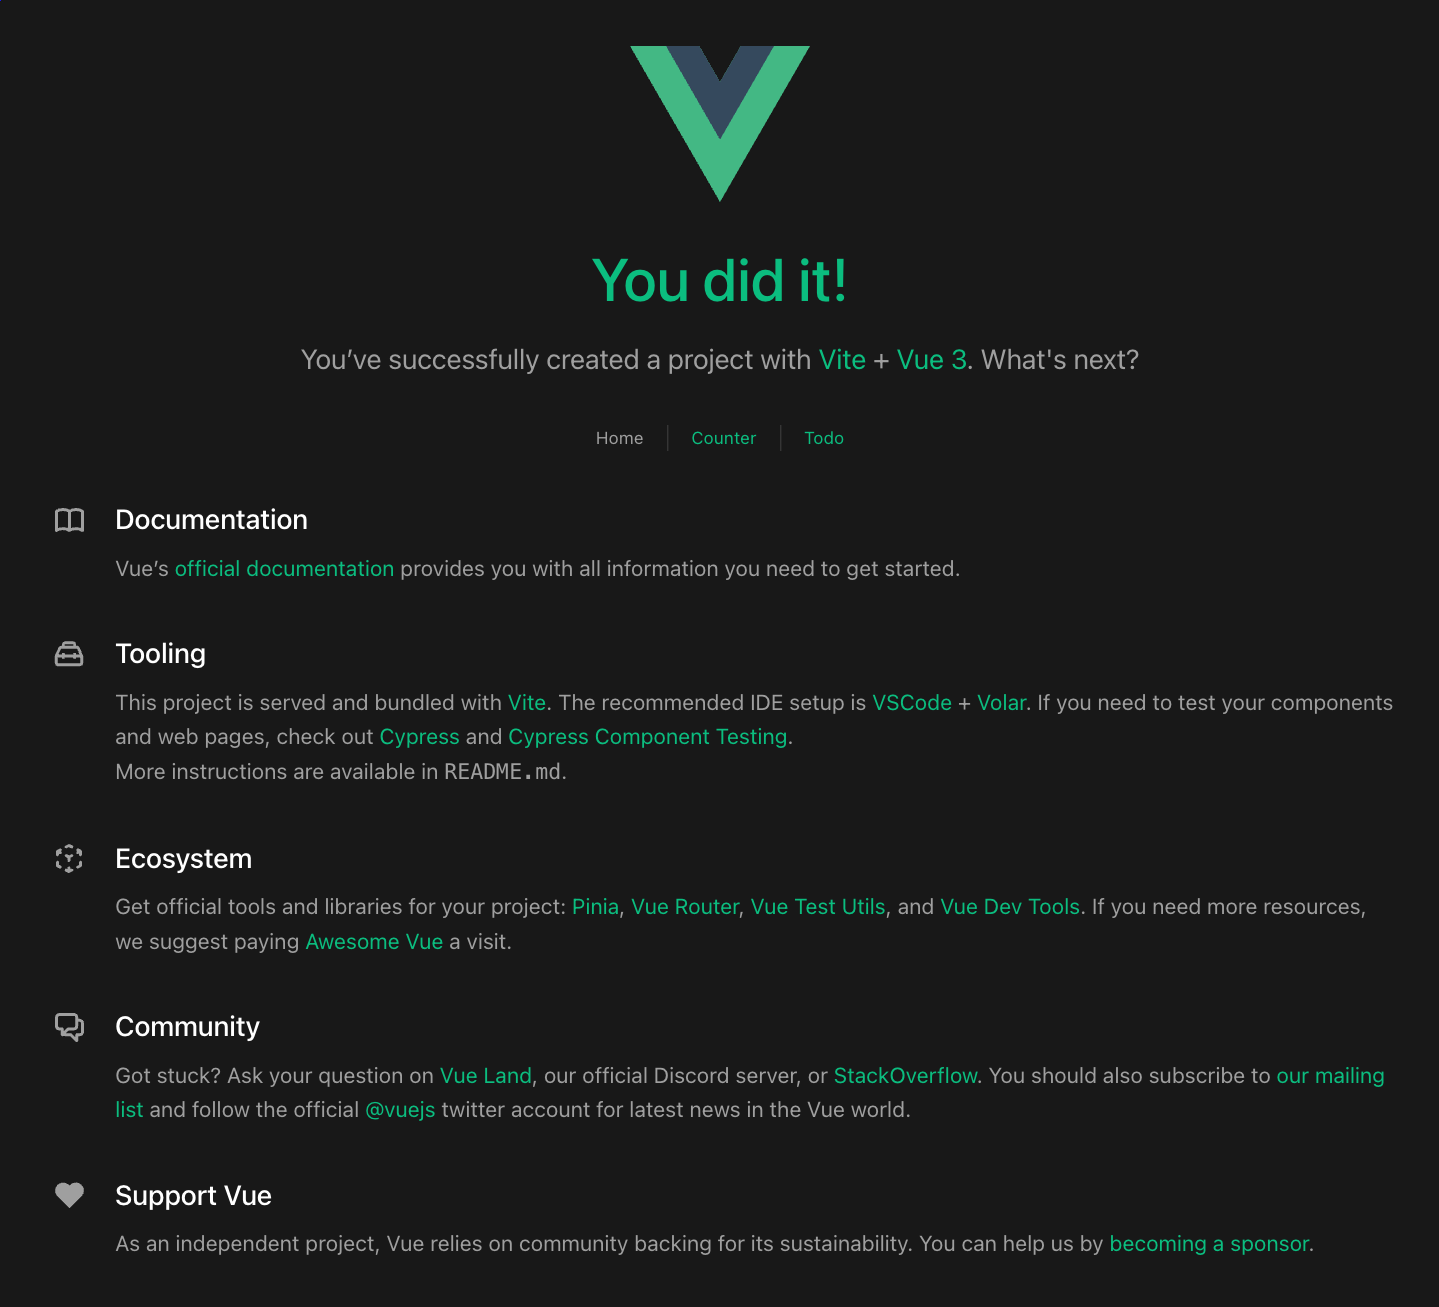 You did it!
You’ve successfully created a project with Vite + Vue 3. What's next?
Home Counter Todo
Documentation
Vue’s official documentation provides you with all information you need to get started.
Tooling
This project is served and bundled with Vite. The recommended IDE setup is VSCode + Volar. If you need to test your components
and web pages, check out Cypress and Cypress Component Testing.
More instructions are available in README.md.
Ecosystem
Get official tools and libraries for your project: Pinia, Vue Router, Vue Test Utils, and Vue Dev Tools. If you need more resources,
we suggest paying Awesome Vue a visit.
Community
Got stuck? Ask your question on Vue Land, our official Discord server, or StackOverflow. You should also subscribe to our mailing
list and follow the official @vuejs twitter account for latest news in the Vue world.
Support Vue
As an independent project, Vue relies on community backing for its sustainability. You can help us by becoming a sponsor.